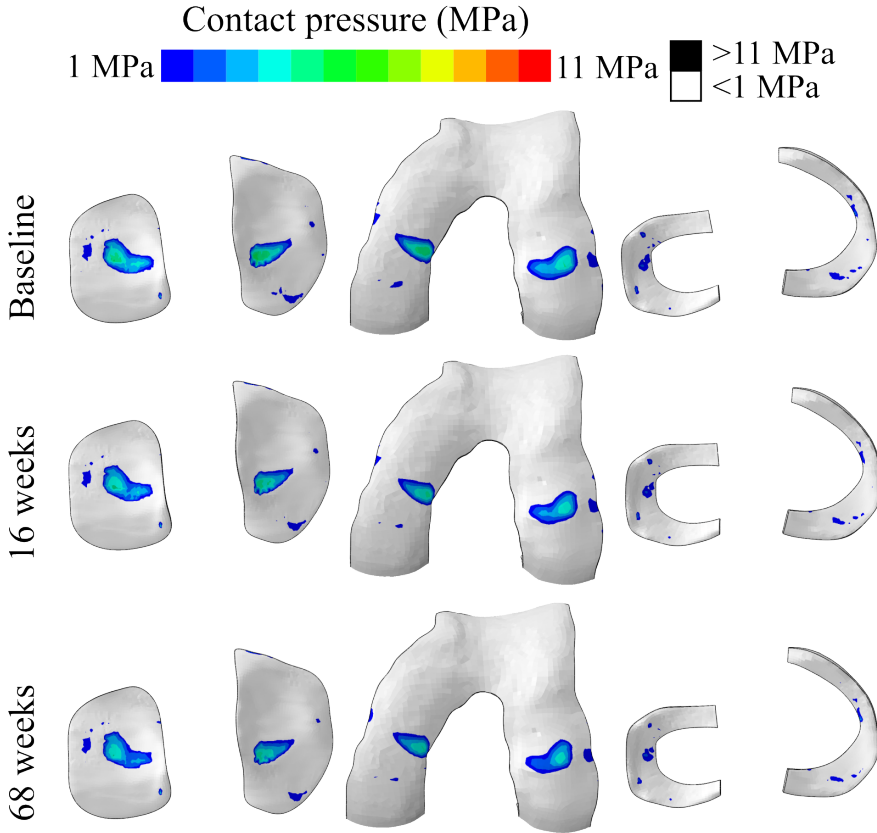 Contact pressure (MPa)
1 MPa
11 MPa
>11 MPa
<1 MPa
Baseline
16 weeks
68 weeks